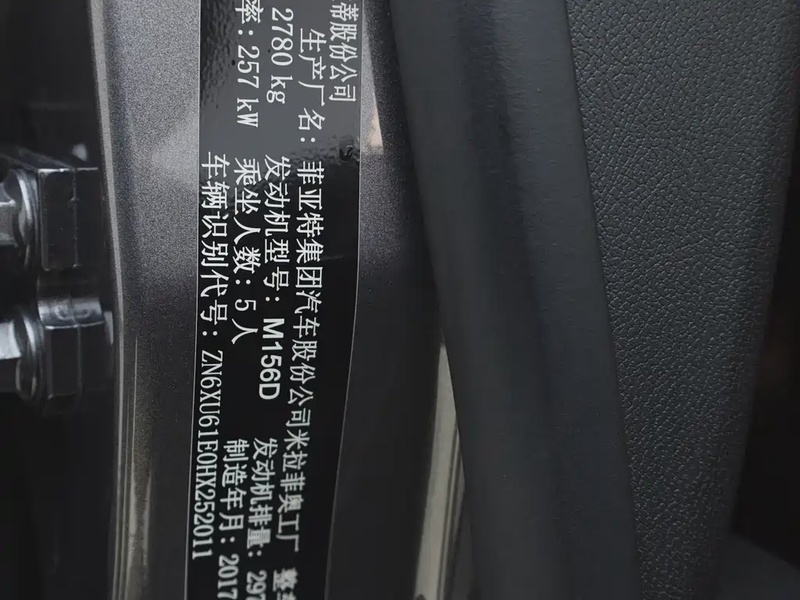 蒂股份公司
生产厂名：菲亚特集团汽车股份公司米拉菲奥工厂 整
2780 kg 发动机型号：M156D 发动机排量：297
率：257 kW 乘坐人数：5人 制造年月：2017
车辆识别代号：ZN6XU61E0HX252011